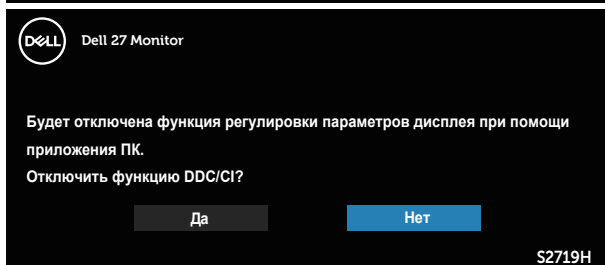 DELL
Dell 27 Monitor
Будет отключена функция регулировки параметров дисплея при помощи
приложения ПК.
Отключить функцию DDC/CI?
Да
Нет
S2719H